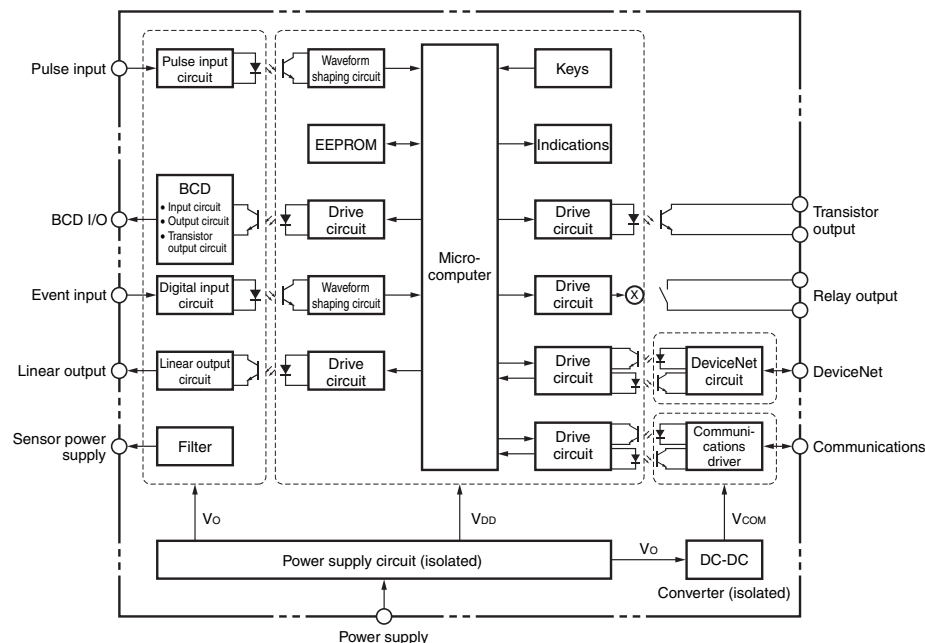 Pulse input
Pulse input
circuit
Waveform
shaping circuit
Keys
EEPROM
Indications
BCD I/O
BCD
• Input circuit
• Output circuit
• Transistor
output circuit
Drive
circuit
Micro-
computer
Drive
circuit
Transistor
output
Event input
Digital input
circuit
Waveform
shaping circuit
Drive
circuit
X
Relay output
Linear output
Linear output
circuit
Drive
circuit
Drive
circuit
DeviceNet
circuit
DeviceNet
Sensor power
supply
Filter
Drive
circuit
Communi-
cations
driver
Communications
VO
VDD
VCOM
Power supply circuit (isolated)
VO
DC-DC
Converter (isolated)
Power supply